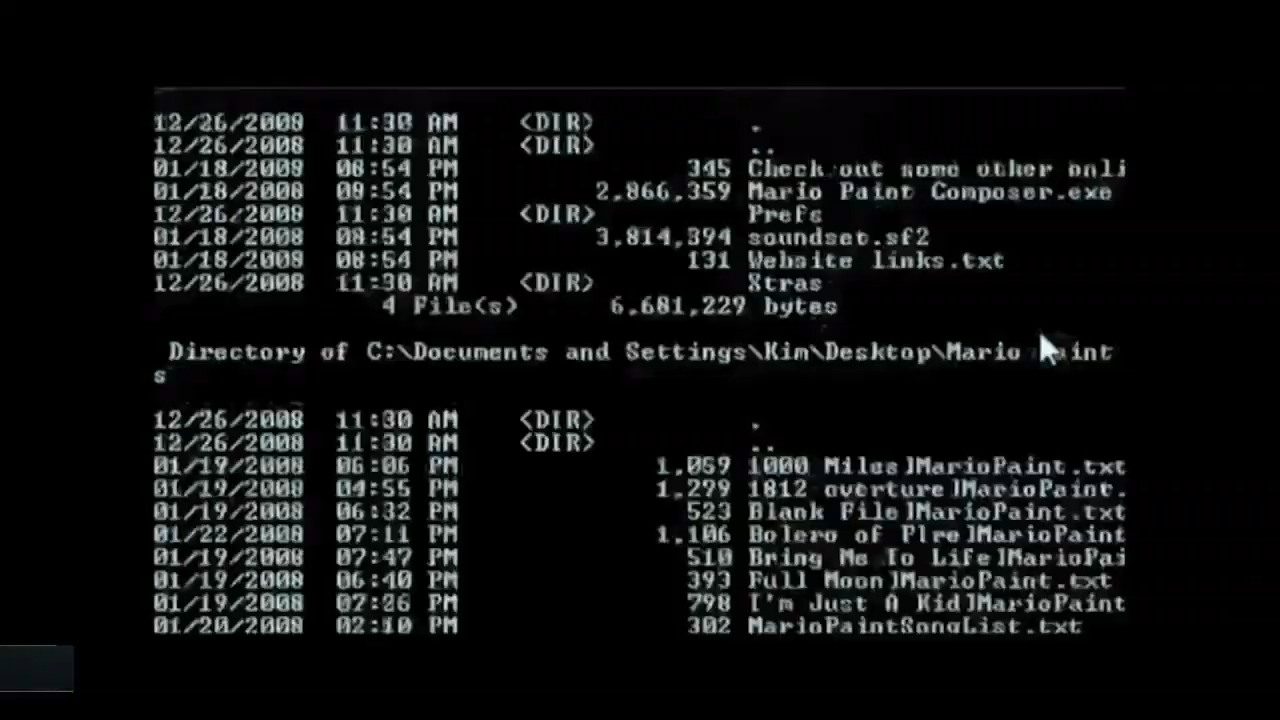 12/26/2008 11:30 AM <DIR> .
12/26/2008 11:30 AM <DIR> ..
01/18/2008 08:54 PM 345 Check out some other onli
01/18/2008 08:54 PM 2,866,359 Mario Paint Composer.exe
12/26/2008 11:30 AM <DIR> Prefs
01/18/2008 08:54 PM 3,814,394 soundset.sf2
01/18/2008 08:54 PM 131 Website links.txt
12/26/2008 11:30 AM <DIR> Xtras
4 File(s) 6,681,229 bytes
Directory of C:\Documents and Settings\Kim\Desktop\Mario Paint
s
12/26/2008 11:30 AM <DIR> .
12/26/2008 11:30 AM <DIR> ..
01/19/2008 06:06 PM 1,059 1000 Miles]MarioPaint.txt
01/19/2008 04:55 PM 1,279 1812 overture]MarioPaint.
01/19/2008 06:32 PM 523 Blank File]MarioPaint.txt
01/22/2008 07:11 PM 1,106 Bolero of Fire]MarioPaint
01/19/2008 07:47 PM 510 Bring Me To Life]MarioPai
01/19/2008 06:40 PM 393 Full Moon]MarioPaint.txt
01/19/2008 07:26 PM 798 I'm Just A Kid]MarioPaint
01/20/2008 02:10 PM 302 MarioPaintSongList.txt